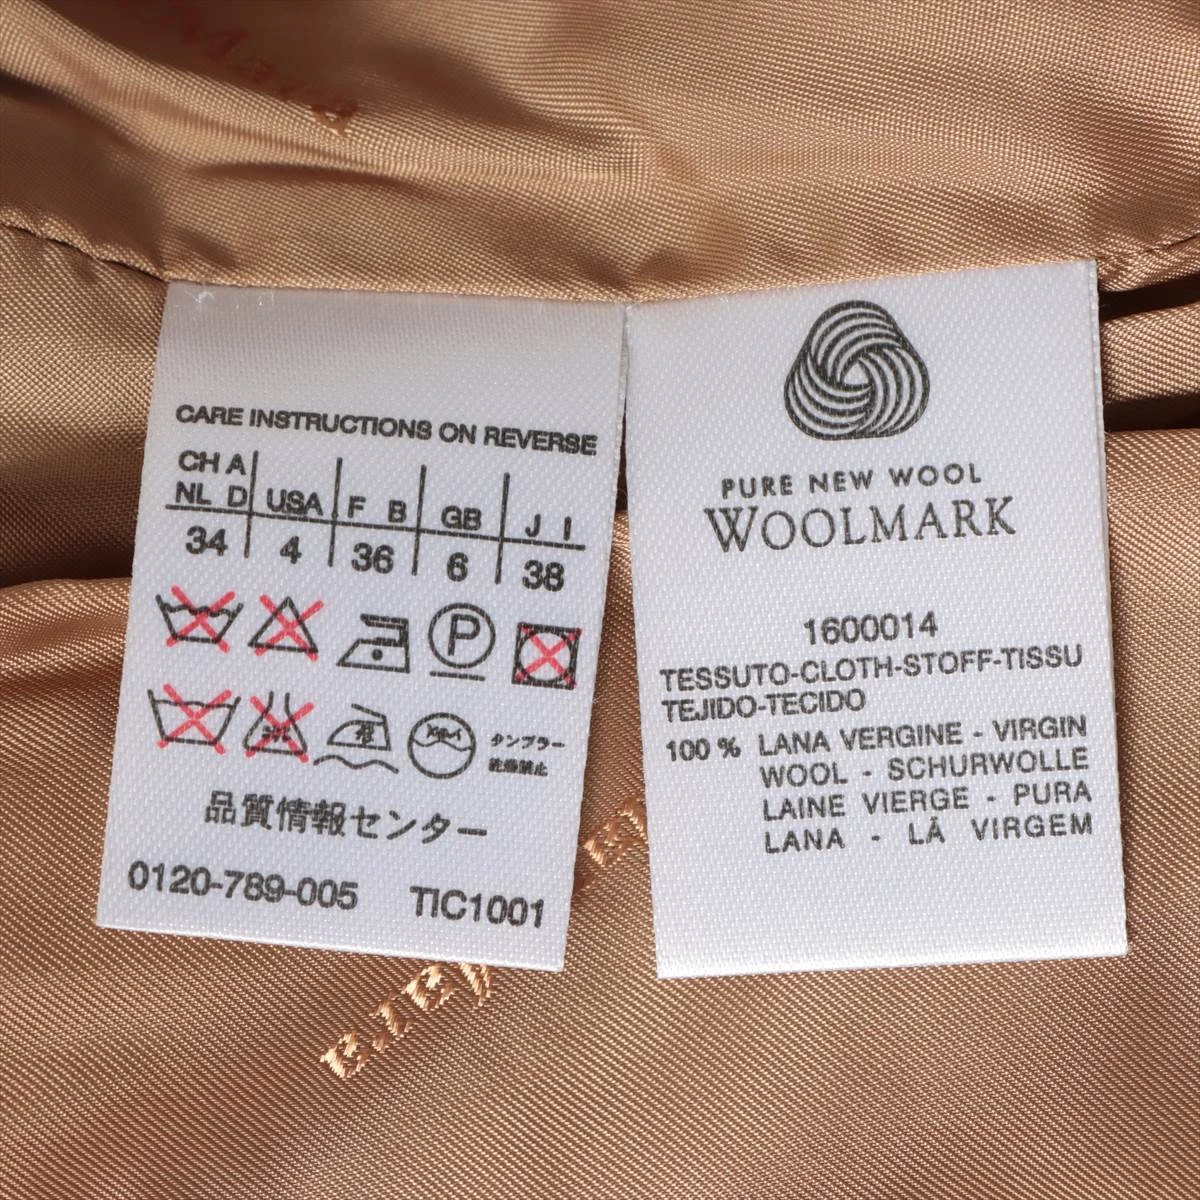 CARE INSTRUCTIONS ON REVERSE
CH A
NL D USA F B GB J I
34 4 36 6 38
P
タンブラー
乾燥禁止
品質情報センター
0120-789-005 TIC1001
PURE NEW WOOL
WOOLMARK
1600014
TESSUTO-CLOTH-STOFF-TISSU
TEJIDO-TECIDO
100 % LANA VERGINE - VIRGIN
WOOL - SCHURWOLLE
LAINE VIERGE - PURA
LANA - LÃ VIRGEM